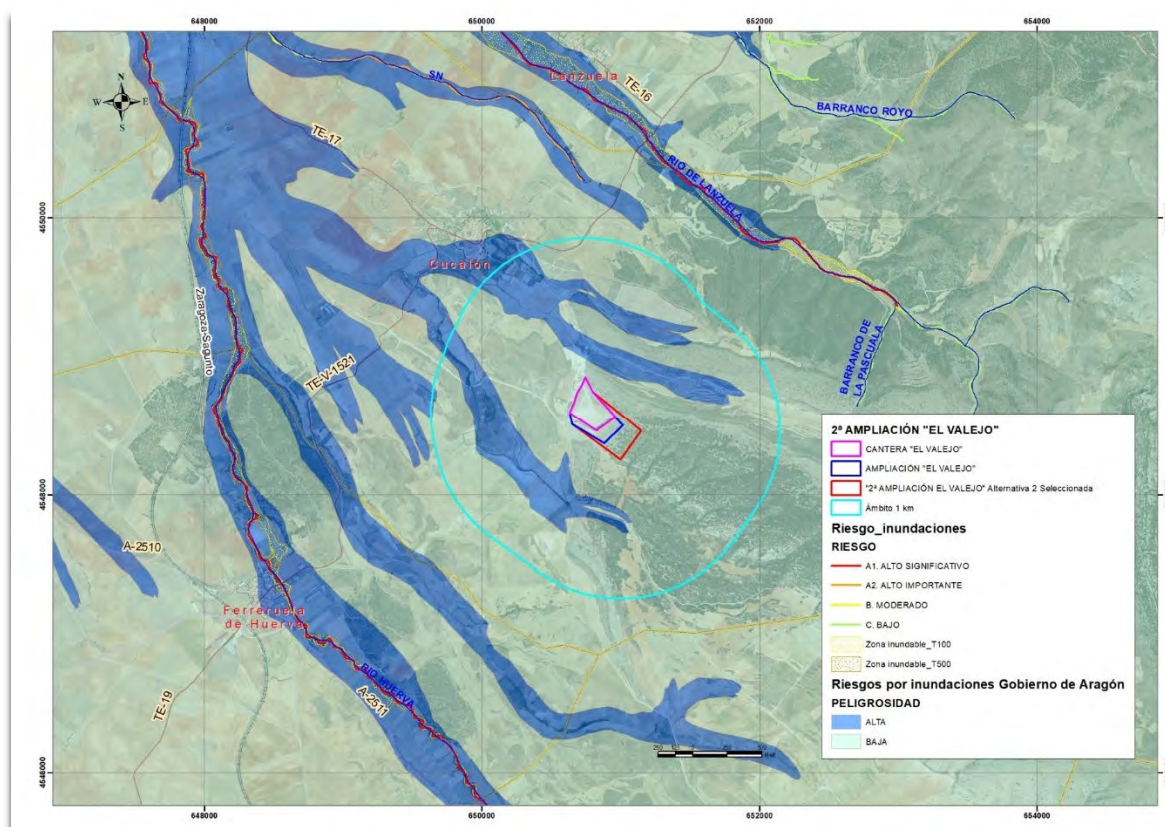 648000
650000
652000
654000
N
W E
S
SN
Lanzuela
TE-16
BARRANCO ROYO
TE-17
RIO DE LANZUELA
4550000
Cucalón
Zaragoza-Sagunto
TE-V-1521
BARRANCO DE
LA PASCUALA
2ª AMPLIACIÓN "EL VALEJO"
CANTERA "EL VALEJO"
AMPLIACIÓN "EL VALEJO"
"2ª AMPLIACIÓN EL VALEJO" Alternativa 2 Seleccionada
Ámbito 1 km
Riesgo_inundaciones
RIESGO
A1. ALTO SIGNIFICATIVO
A2. ALTO IMPORTANTE
B. MODERADO
C. BAJO
Zona inundable_T100
Zona inundable_T500
Riesgos por inundaciones Gobierno de Aragón
PELIGROSIDAD
ALTA
BAJA
4548000
A-2510
Ferreruela
de Huerva
RIO HUERVA
A-2511
TE-19
4546000
648000
650000
652000
654000